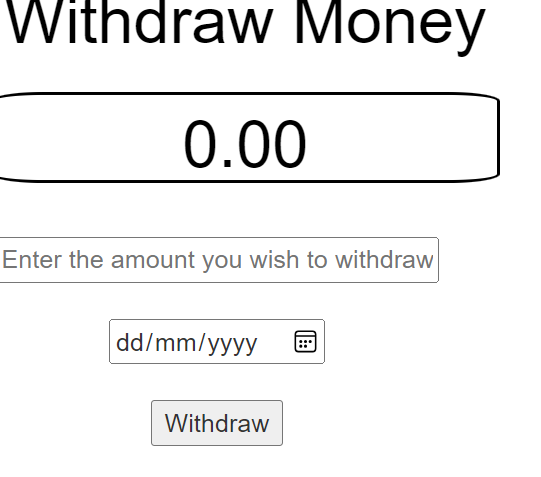 Withdraw Money
0.00
Enter the amount you wish to withdraw
dd/mm/yyyy
Withdraw